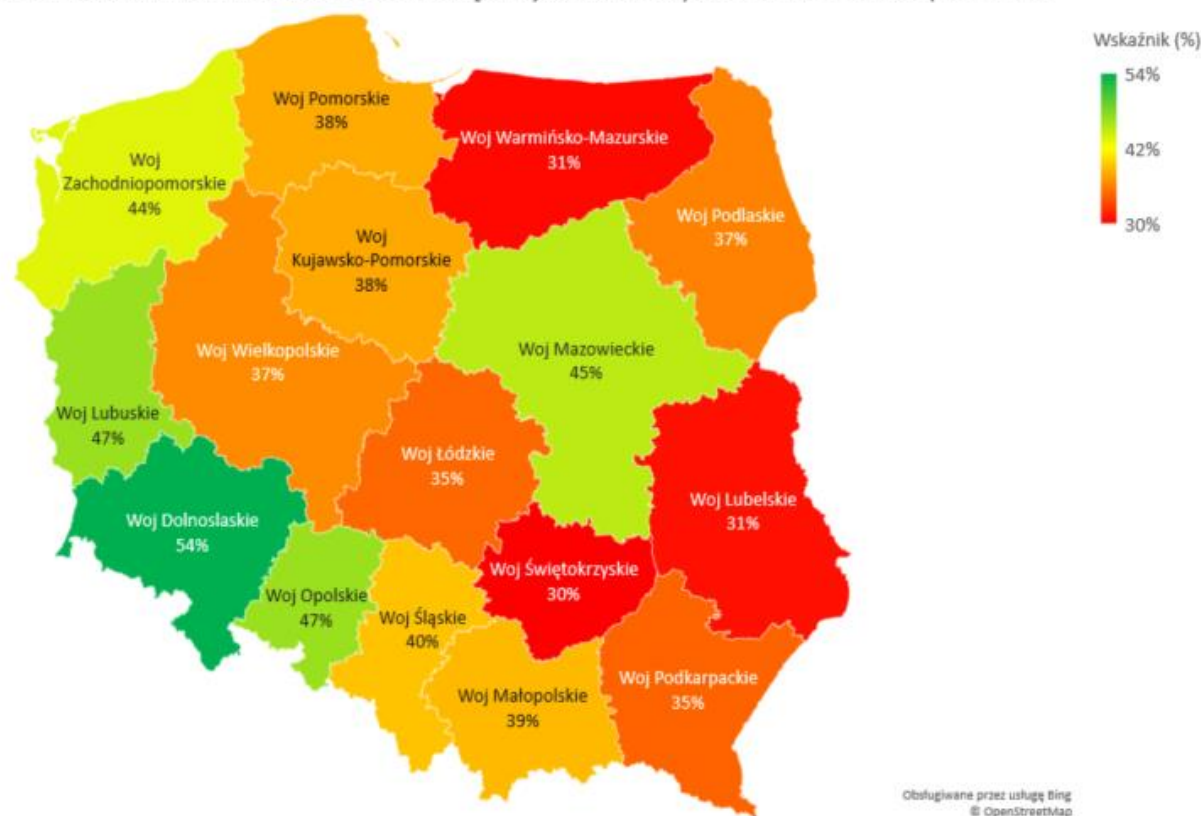 Wskaźnik (%)
54%
42%
30%
Woj Pomorskie
38%
Woj Warmińsko-Mazurskie
31%
Woj
Zachodniopomorskie
44%
Woj Podlaskie
37%
Woj
Kujawsko-Pomorskie
38%
Woj Wielkopolskie
37%
Woj Mazowieckie
45%
Woj Lubuskie
47%
Woj Łódzkie
35%
Woj Lubelskie
31%
Woj Dolnoslaskie
54%
Woj Świętokrzyskie
30%
Woj Opolskie
47%
Woj Śląskie
40%
Woj Małopolskie
39%
Woj Podkarpackie
35%
Obsługiwane przez usługę Bing
© OpenStreetMap